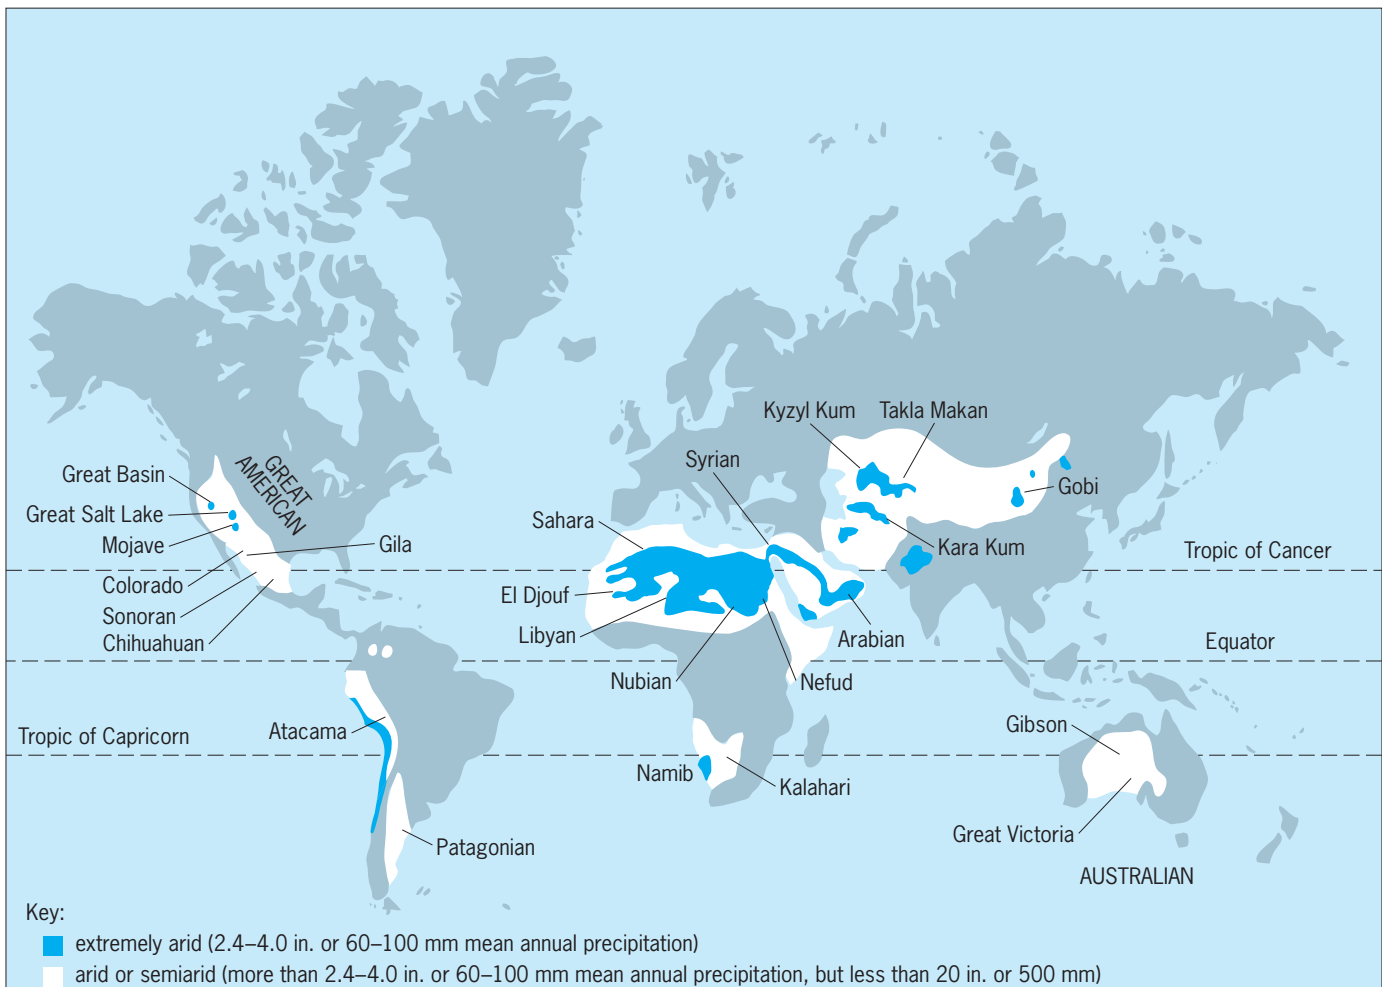 Kyzyl Kum
Takla Makan
Syrian
GREAT
AMERICAN
Great Basin
Great Salt Lake
Mojave
Gila
Colorado
Sonoran
Chihuahuan
Sahara
El Djouf
Libyan
Nubian
Nefud
Arabian
Kara Kum
Gobi
Tropic of Cancer
Equator
Tropic of Capricorn
Atacama
Patagonian
Namib
Kalahari
Gibson
Great Victoria
AUSTRALIAN
Key:
extremely arid (2.4–4.0 in. or 60–100 mm mean annual precipitation)
arid or semiarid (more than 2.4–4.0 in. or 60–100 mm mean annual precipitation, but less than 20 in. or 500 mm)